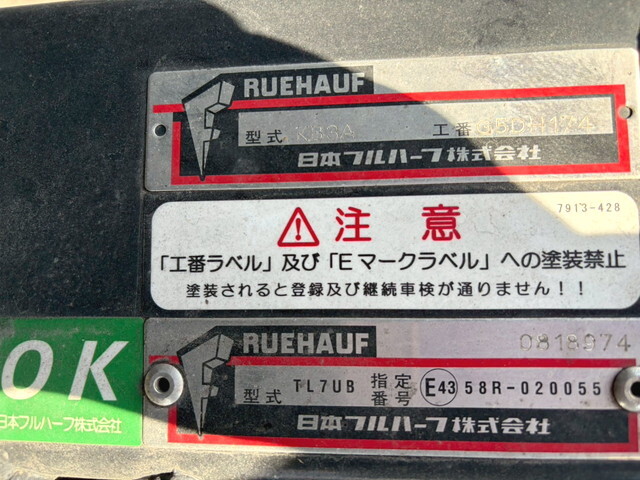 FRUEHAUF
型式 工番
日本フルハーフ株式会社
7913-428
⚠注意
「工番ラベル」及び「Eマークラベル」への塗装禁止
塗装されると登録及び継続車検が通りません!!
OK
日本フルハーフ株式会社
FRUEHAUF 0818974
型式 TL7UB 指定番号 E43 58R-020055
日本フルハーフ株式会社